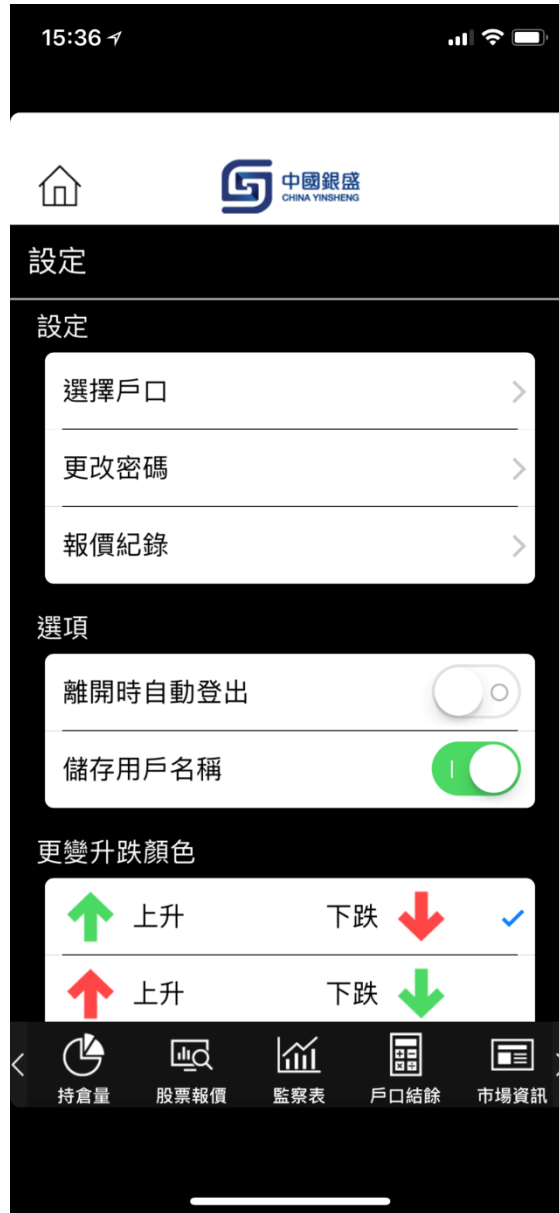 15:36
中國銀盛
CHINA YINSHENG
設定
設定
選擇戶口
更改密碼
報價紀錄
選項
離開時自動登出
儲存用戶名稱
更變升跌顏色
上升 下跌
上升 下跌
持倉量 股票報價 監察表 戶口結餘 市場資訊